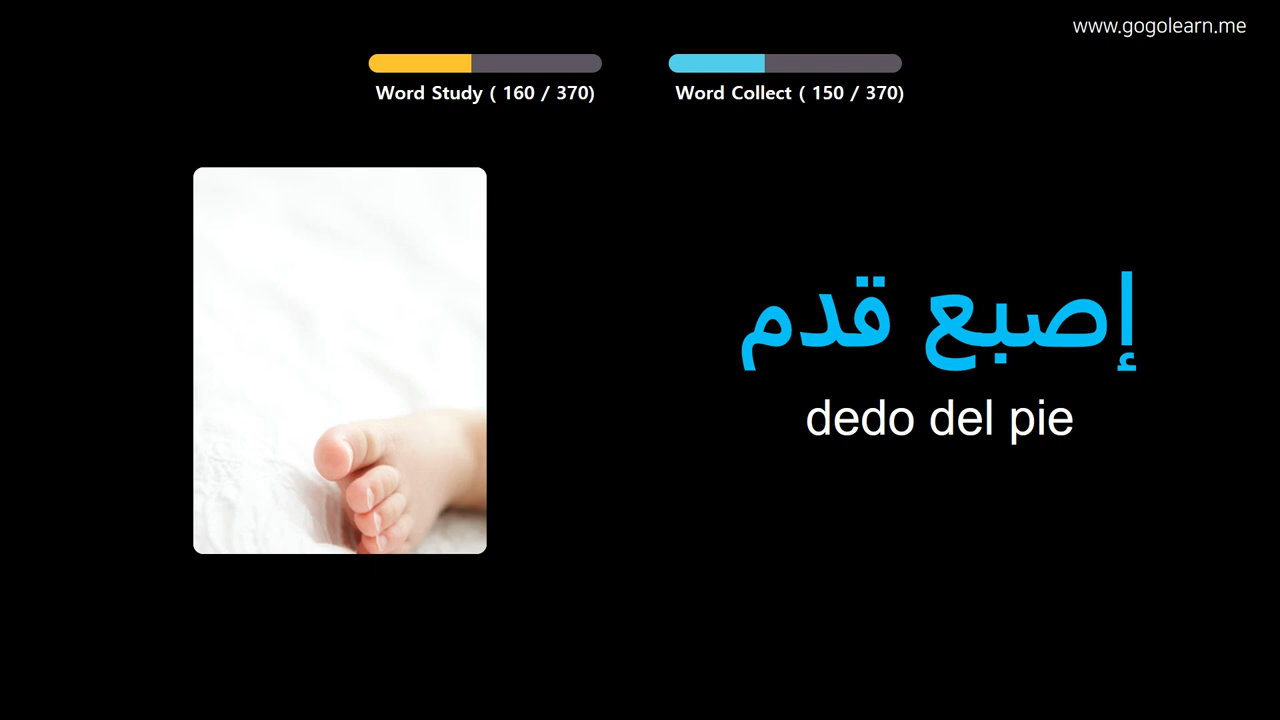 www.gogolearn.me
Word Study ( 160 / 370)
Word Collect ( 150 / 370)
إصبع قدم
dedo del pie